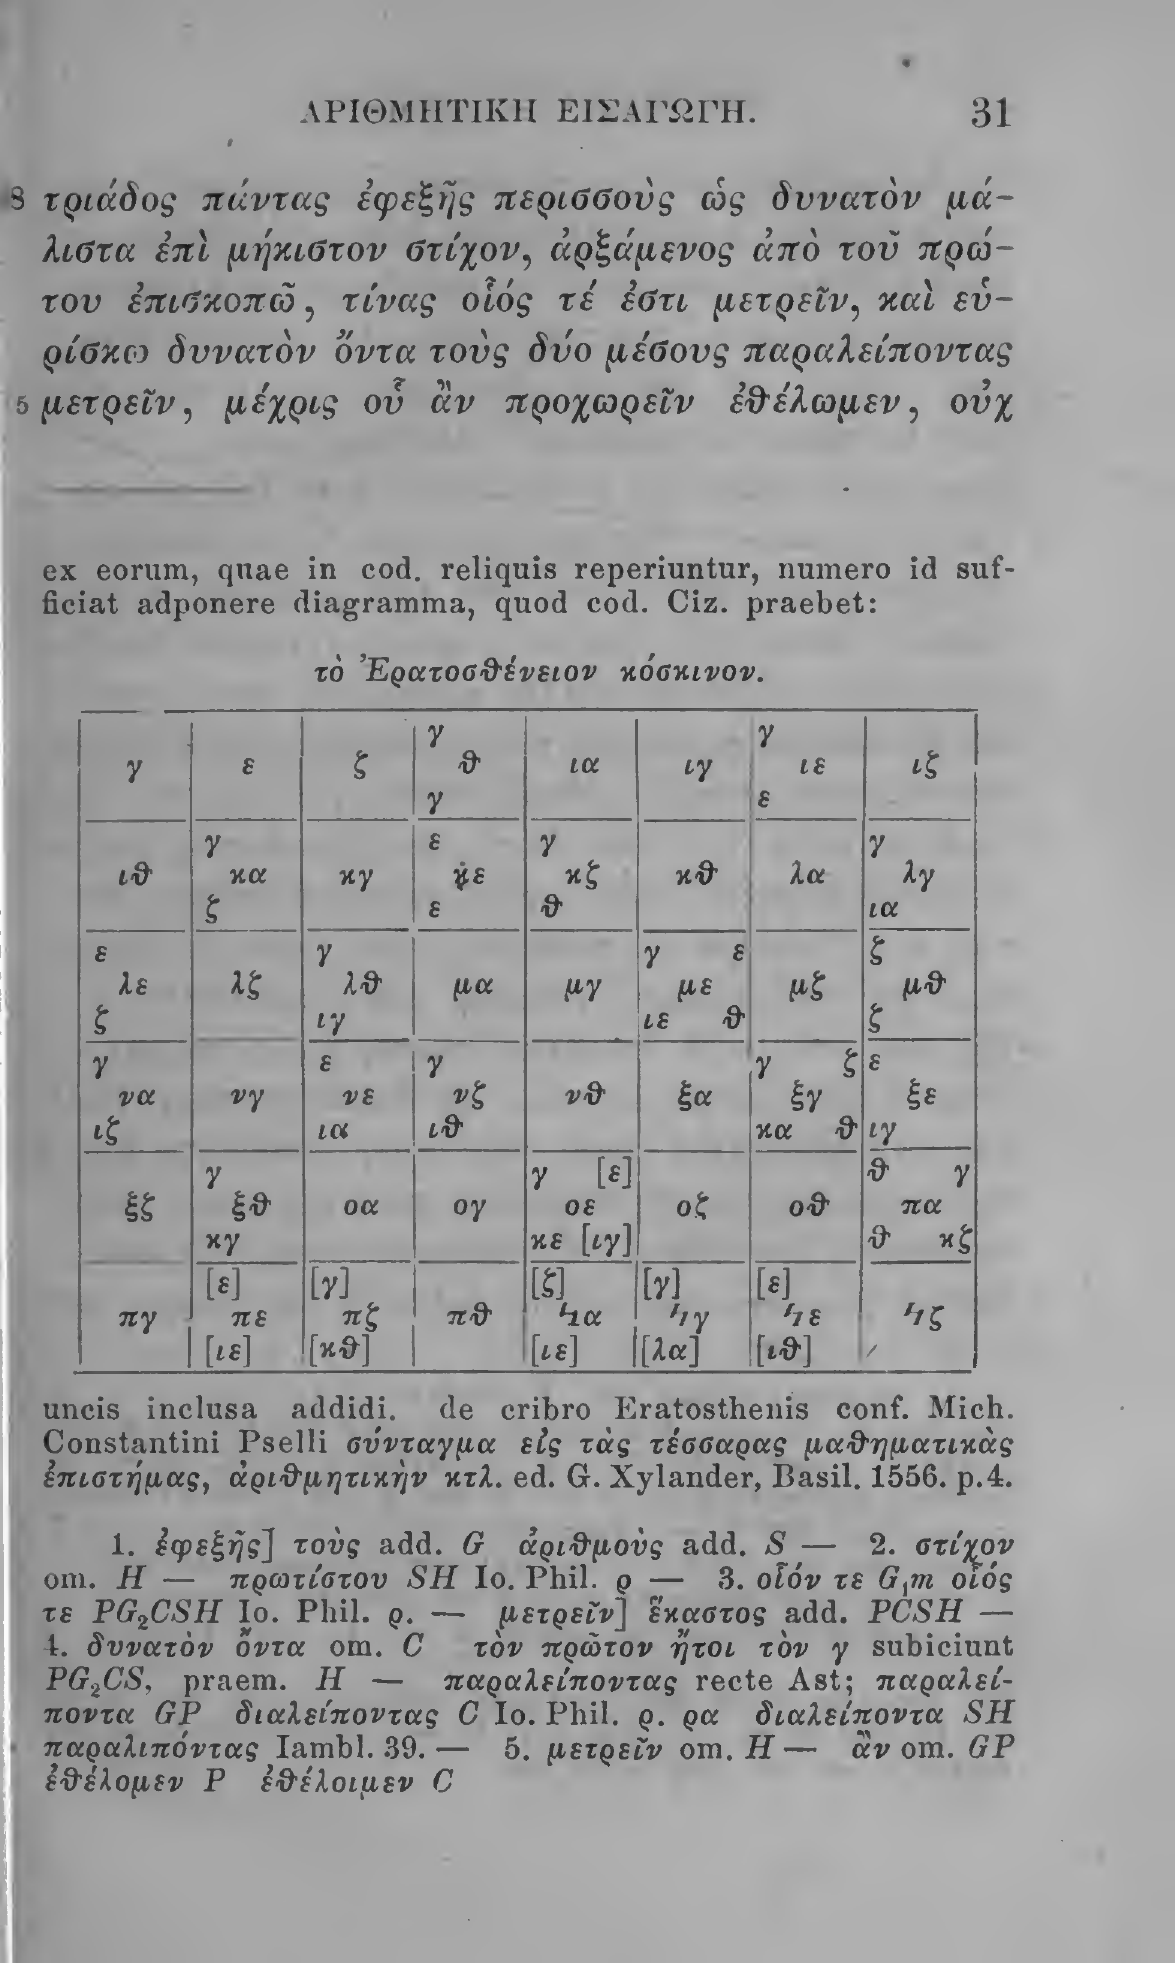 ΑΡΙΘΜΗΤΙΚΗ ΕΙΣΑΓΩΓΗ. 31
8 τριάδος πάντας ἐφεξῆς περισσοὺς ὡς δυνατὸν μά-
λιστα ἐπὶ μήκιστον στίχον, ἀρξάμενος ἀπὸ τοῦ πρώ-
του ἐπισκοπῶ, τίνας οἷός τέ ἐστι μετρεῖν, καὶ εὑ-
ρίσκω δυνατὸν ὄντα τοὺς δύο μέσους παραλείποντας
5 μετρεῖν, μέχρις οὗ ἂν προχωρεῖν ἐθέλωμεν, οὐχ
ex eorum, quae in cod. reliquis reperiuntur, numero id suf-
ficiat adponere diagramma, quod cod. Ciz. praebet:
τὸ Ἐρατοσθένειον κόσκινον.
γ γ
γ ε ζ θ ια ιγ ιε ιζ
γ ε
γ ε γ γ
ιθ κα κγ κε κζ κθ λα λγ
ζ ε θ ια
ε γ γ ε ζ
λε λζ λθ μα μγ με μζ μθ
ζ ιγ ιε θ ζ
γ ε γ γ ζ ε
να νγ νε νζ νθ ξα ξγ ξε
ιζ ια ιθ κα θ ιγ
γ γ [ε] θ γ
ξζ ξθ οα ογ οε οζ οθ πα
κγ κε [ιγ] θ κζ
[ε] [γ] [ζ] [γ] [ε]
πγ πε πζ πθ ϟα ϟγ ϟε ϟζ
[ιε] [κθ] [ιε] [λα] [ιθ]
uncis inclusa addidi. de cribro Eratosthenis conf. Mich.
Constantini Pselli σύνταγμα εἰς τὰς τέσσαρας μαθηματικὰς
ἐπιστήμας, ἀριθμητικὴν κτλ. ed. G. Xylander, Basil. 1556. p.4.
1. ἐφεξῆς] τοὺς add. G ἀριθμοὺς add. S — 2. στίχον
om. H — πρωτίστου SH Io. Phil. ρ — 3. οἷόν τε G₁m οἷός
τε PG₂CSH Io. Phil. ρ. — μετρεῖν] ἕκαστος add. PCSH —
4. δυνατὸν ὄντα om. C τὸν πρῶτον ἤτοι τὸν γ subiciunt
PG₂CS, praem. H — παραλείποντας recte Ast; παραλεί-
ποντα GP διαλείποντας C Io. Phil. ρ. ρα διαλείποντα SH
παραλιπόντας Iambl. 39. — 5. μετρεῖν om. H — ἂν om. GP
ἐθέλομεν P ἐθέλοιμεν C